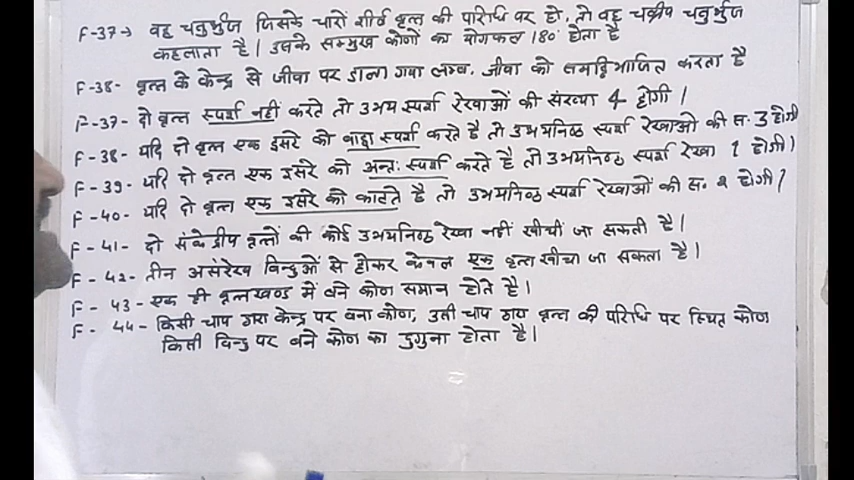 F-37→ वह चतुर्भुज जिसके चारों शीर्ष वृत्त की परिधि पर हो, तो वह चक्रीय चतुर्भुज
कहलाता है। उसके सम्मुख कोणों का योगफल 180° होता है
F-38- वृत्त के केन्द्र से जीवा पर डाला गया लम्ब, जीवा को समद्विभाजित करता है
F-37- दो वृत्त स्पर्श नहीं करते तो उभय स्पर्श रेखाओं की संख्या 4 होगी।
F-38- यदि दो वृत्त एक दूसरे को बाह्य स्पर्श करते है तो उभयनिष्ठ स्पर्श रेखाओं की स. 3 होगी
F-39- यदि दो वृत्त एक दूसरे को अन्तः स्पर्श करते है तो उभयनिष्ठ स्पर्श रेखा 1 होगी।
F-40- यदि दो वृत्त एक दूसरे को काटते है तो उभयनिष्ठ स्पर्श रेखाओं की स. 2 होगी।
F-41- दो संकेन्द्रीय वृत्तों की कोई उभयनिष्ठ रेखा नहीं खीची जा सकती है।
F-42- तीन असंरेख बिन्दुओं से होकर केवल एक वृत्त खीचा जा सकता है।
F-43- एक ही वृत्तखण्ड में बने कोण समान होते है।
F-44- किसी चाप द्वारा केन्द्र पर बना कोण, उसी चाप द्वारा वृत्त की परिधि पर स्थित कोण
किसी बिन्दु पर बने कोण का दुगुना होता है।